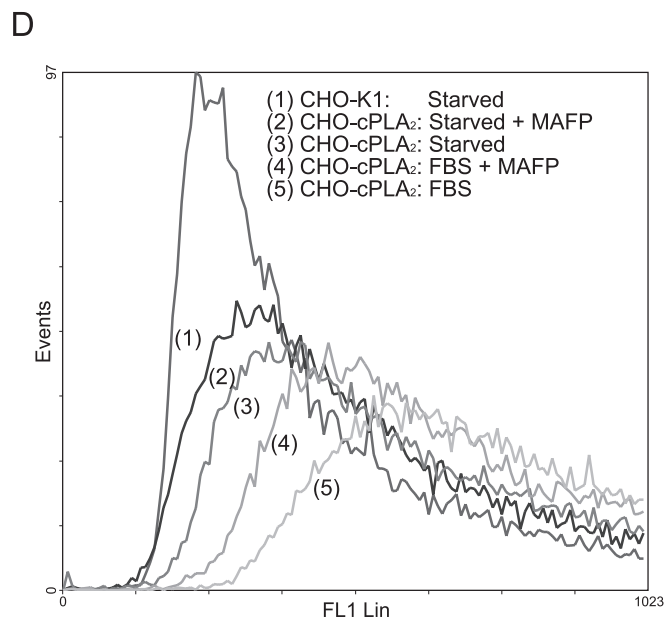 D
97
(1) CHO-K1: Starved
(2) CHO-cPLA₂: Starved + MAFP
(3) CHO-cPLA₂: Starved
(4) CHO-cPLA₂: FBS + MAFP
(5) CHO-cPLA₂: FBS
Events
(1)
(2)
(3)
(4)
(5)
0
0
FL1 Lin
1023